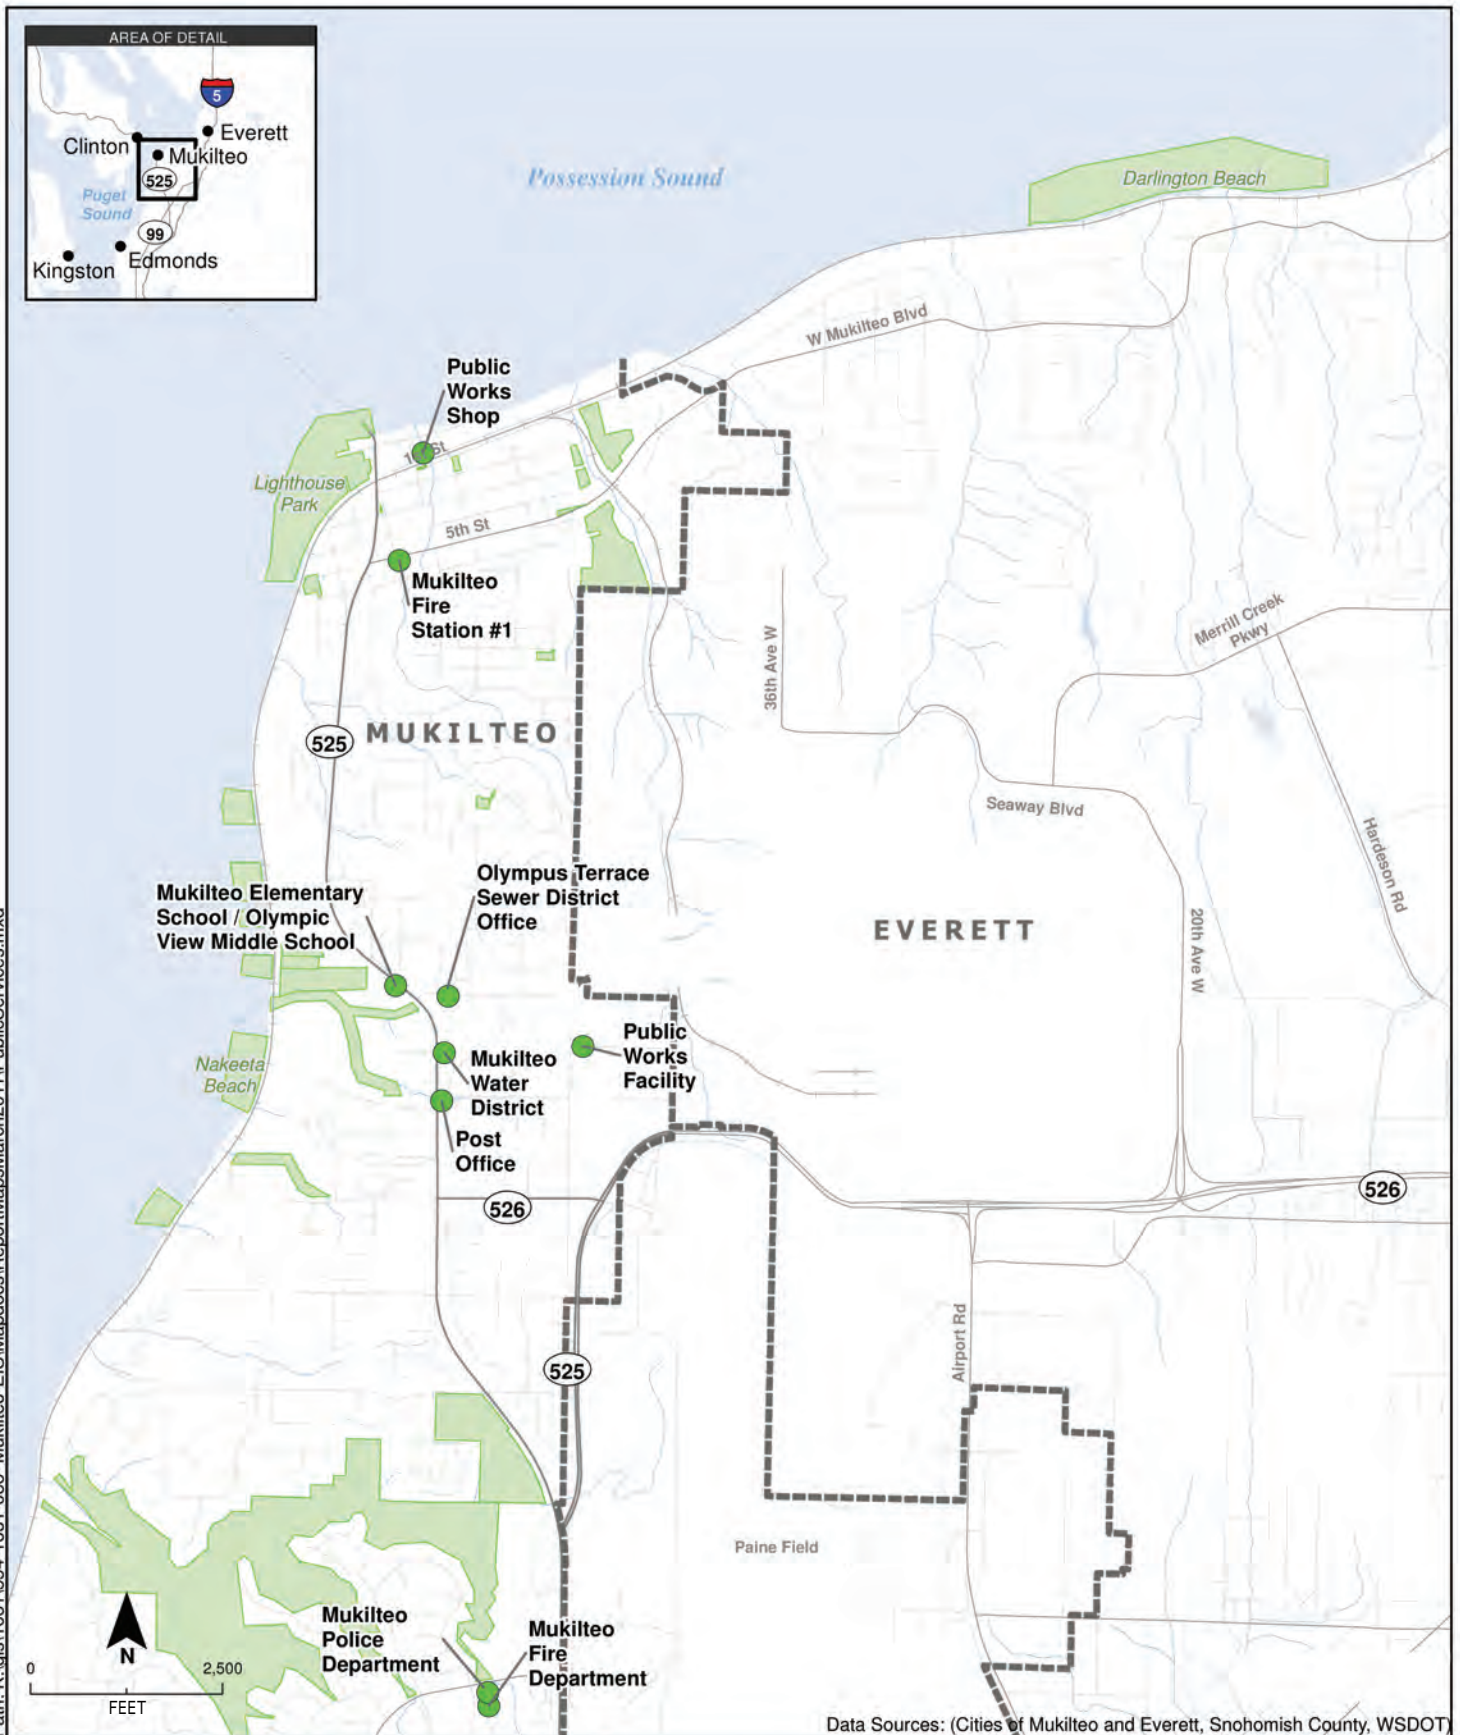 AREA OF DETAIL
5
Clinton
Everett
Mukilteo
525
Puget
Sound
99
Kingston
Edmonds
Possession Sound
Darlington Beach
W Mukilteo Blvd
Public
Works
Shop
Lighthouse
Park
5th St
Mukilteo
Fire
Station #1
36th Ave W
Merrill Creek
Pkwy
525
MUKILTEO
Seaway Blvd
Hardeson Rd
Mukilteo Elementary
School / Olympic
View Middle School
Olympus Terrace
Sewer District
Office
EVERETT
20th Ave W
Nakeeta
Beach
Mukilteo
Water
District
Public
Works
Facility
Post
Office
526
526
Airport Rd
525
Paine Field
Mukilteo
Police
Department
Mukilteo
Fire
Department
N
0
2,500
FEET
Data Sources: (Cities of Mukilteo and Everett, Snohomish County, WSDOT)